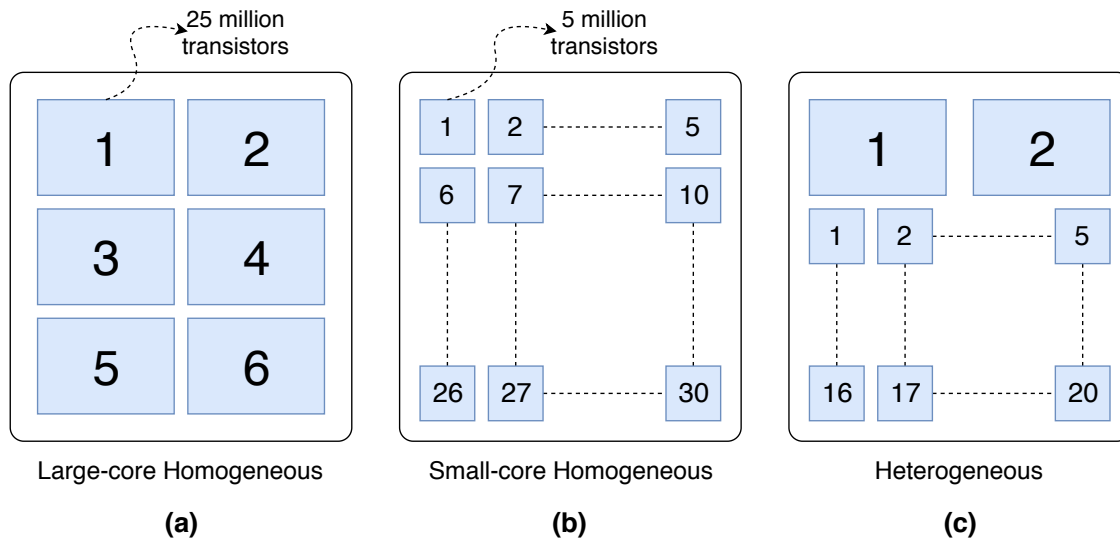 25 million
transistors
1
2
3
4
5
6
Large-core Homogeneous
(a)
5 million
transistors
1 2 5
6 7 10
26 27 30
Small-core Homogeneous
(b)
1 2
1 2 5
16 17 20
Heterogeneous
(c)